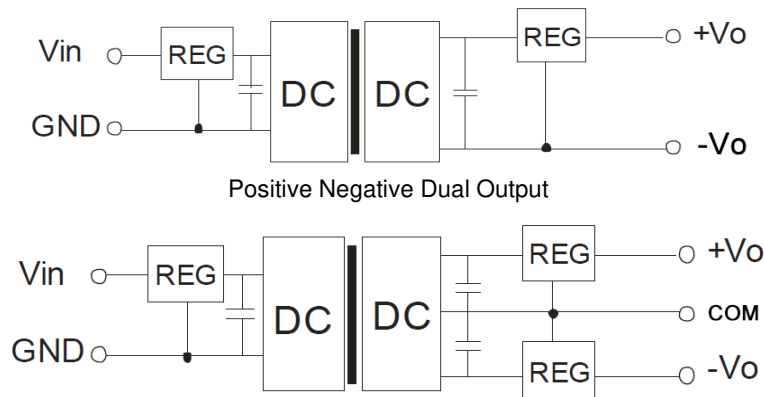 Vin REG DC DC REG +Vo
GND -Vo
Positive Negative Dual Output
Vin REG DC DC REG +Vo
COM
GND REG -Vo